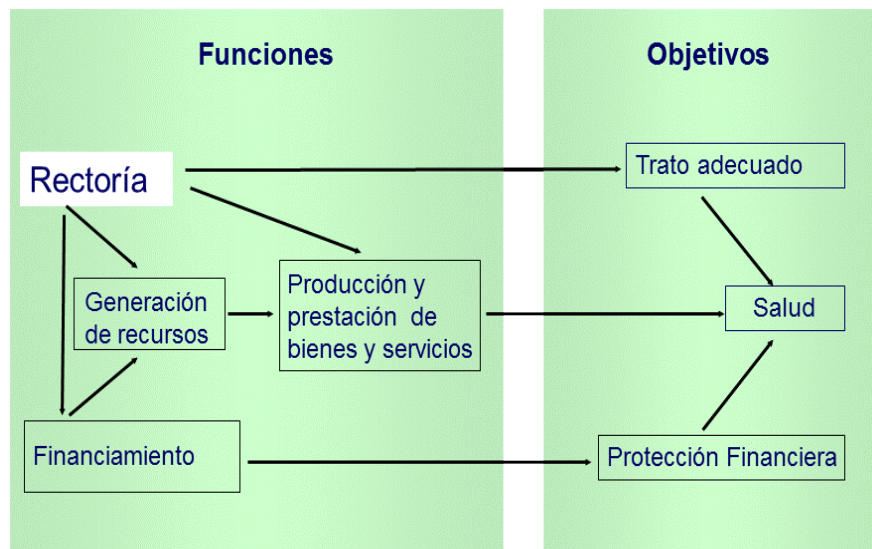 Funciones
Objetivos
Rectoría
Trato adecuado
Generación
de recursos
Producción y
prestación de
bienes y servicios
Salud
Financiamiento
Protección Financiera